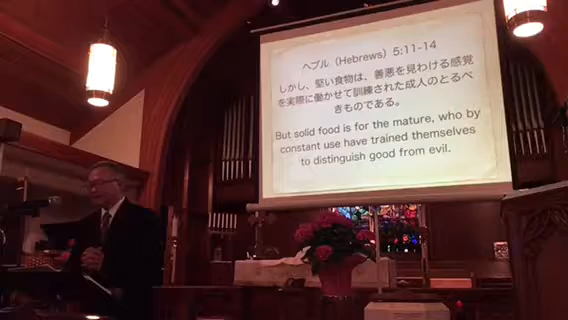 ヘブル（Hebrews）5:11-14
しかし、堅い食物は、善悪を見わける感覚
を実際に働かせて訓練された成人のとるべ
きものである。
But solid food is for the mature, who by
constant use have trained themselves
to distinguish good from evil.